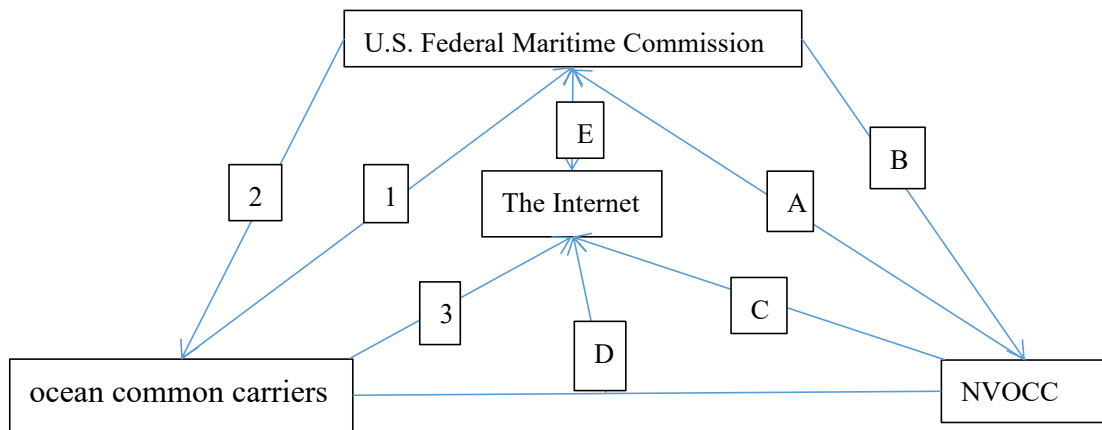 U.S. Federal Maritime Commission
E
B
2
1
The Internet
A
3
C
D
ocean common carriers
NVOCC